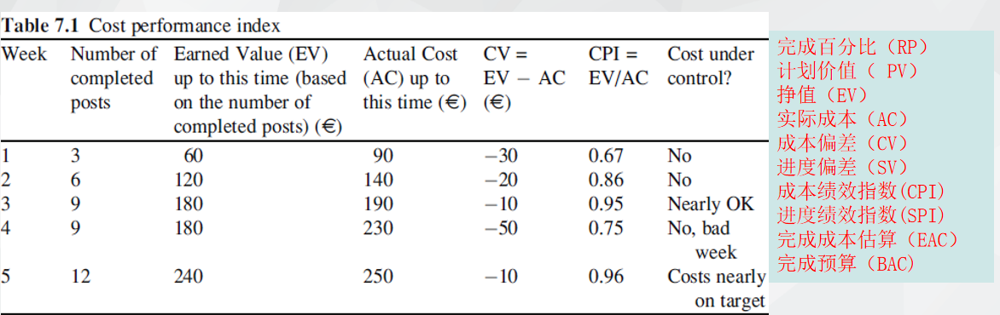 Table 7.1 Cost performance index
Week Number of completed posts Earned Value (EV) up to this time (based on the number of completed posts) (€) Actual Cost (AC) up to this time (€) CV = EV − AC (€) CPI = EV/AC Cost under control?
1 3 60 90 −30 0.67 No
2 6 120 140 −20 0.86 No
3 9 180 190 −10 0.95 Nearly OK
4 9 180 230 −50 0.75 No, bad week
5 12 240 250 −10 0.96 Costs nearly on target
完成百分比（RP）
计划价值（ PV）
挣值（EV）
实际成本（AC）
成本偏差（CV）
进度偏差（SV）
成本绩效指数(CPI)
进度绩效指数(SPI)
完成成本估算（EAC）
完成预算（BAC)